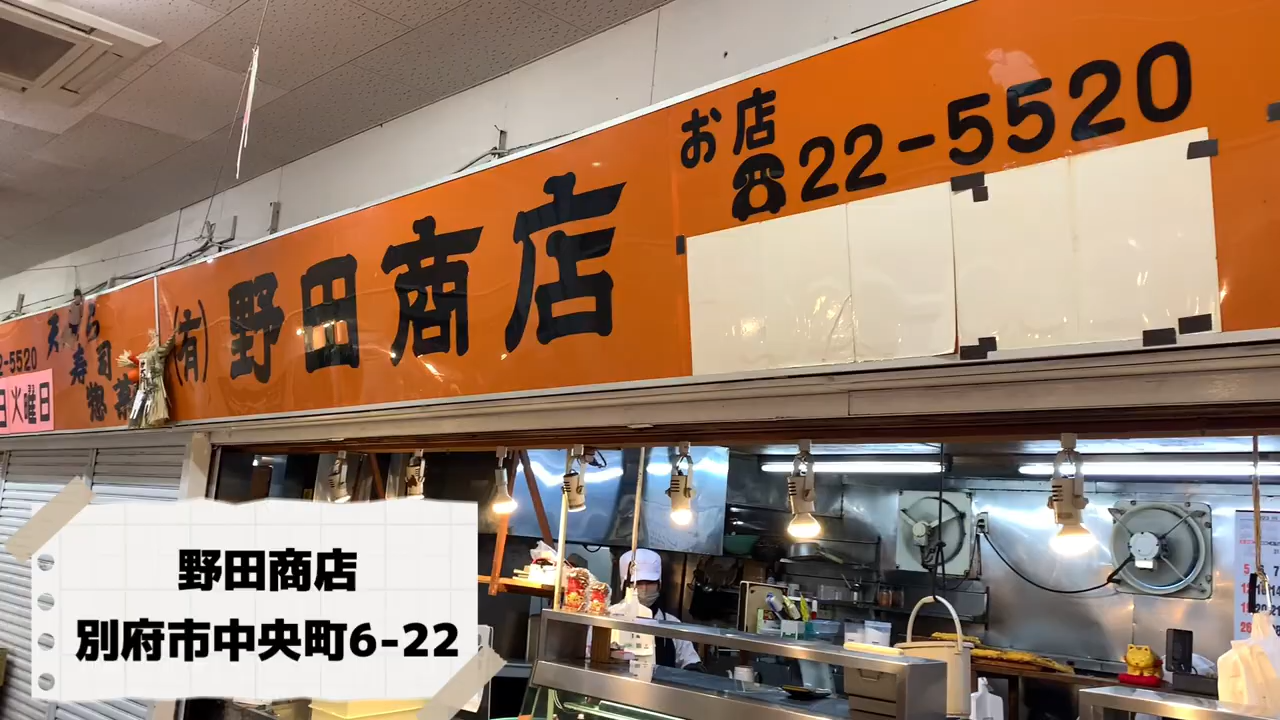 お店
☎22-5520
(有)野田商店
天ぷら
寿司
惣菜
2-5520
日火曜日
野田商店
別府市中央町6-22